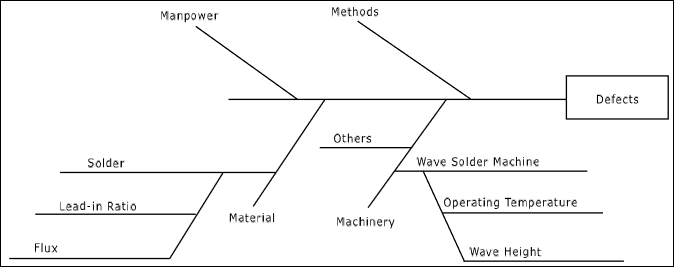 Manpower
Methods
Defects
Others
Solder
Wave Solder Machine
Lead-in Ratio
Operating Temperature
Material
Machinery
Flux
Wave Height